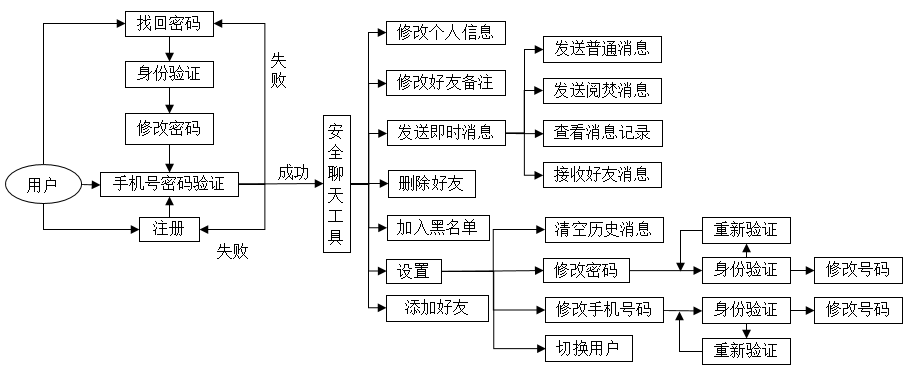 找回密码
身份验证
修改密码
用户
手机号密码验证
注册
失败
失败
成功
安全聊天工具
修改个人信息
修改好友备注
发送即时消息
删除好友
加入黑名单
设置
添加好友
发送普通消息
发送阅焚消息
查看消息记录
接收好友消息
清空历史消息
修改密码
重新验证
身份验证
修改号码
修改手机号码
身份验证
修改号码
重新验证
切换用户